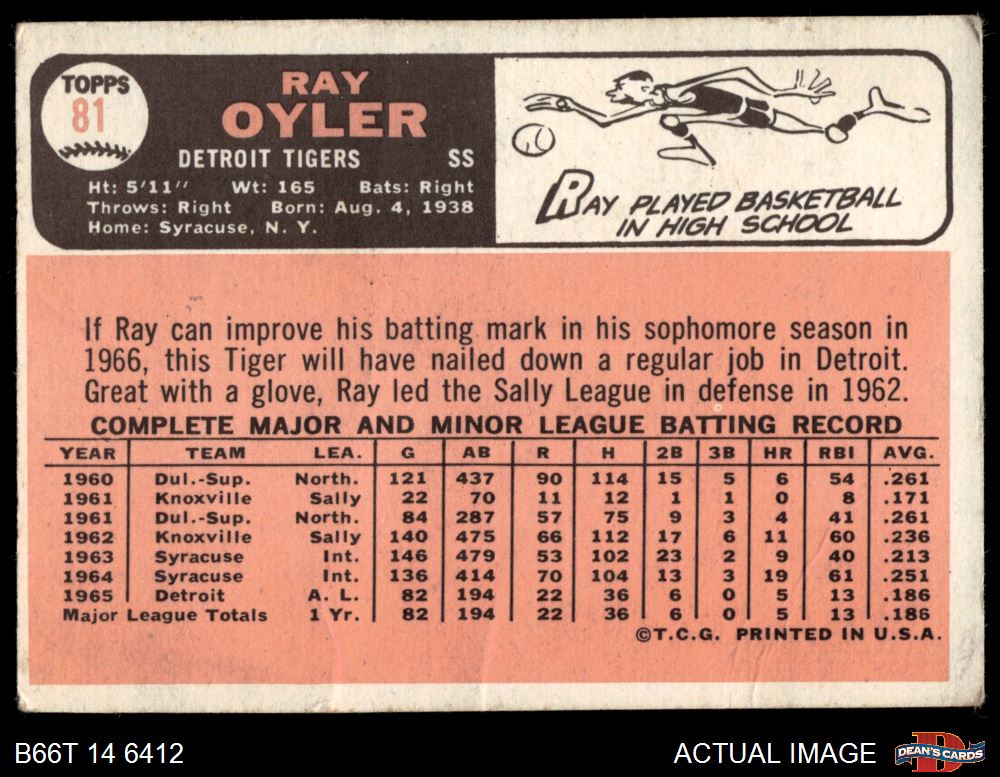 TOPPS
81
RAY
OYLER
DETROIT TIGERS SS
Ht: 5'11" Wt: 165 Bats: Right
Throws: Right Born: Aug. 4, 1938
Home: Syracuse, N. Y.
RAY PLAYED BASKETBALL
IN HIGH SCHOOL
If Ray can improve his batting mark in his sophomore season in
1966, this Tiger will have nailed down a regular job in Detroit.
Great with a glove, Ray led the Sally League in defense in 1962.
COMPLETE MAJOR AND MINOR LEAGUE BATTING RECORD
YEAR TEAM LEA. G AB R H 2B 3B HR RBI AVG.
1960 Dul.-Sup. North. 121 437 90 114 15 5 6 54 .261
1961 Knoxville Sally 22 70 11 12 1 1 0 8 .171
1961 Dul.-Sup. North. 84 287 57 75 9 3 4 41 .261
1962 Knoxville Sally 140 475 66 112 17 6 11 60 .236
1963 Syracuse Int. 146 479 53 102 23 2 9 40 .213
1964 Syracuse Int. 136 414 70 104 13 3 19 61 .251
1965 Detroit A. L. 82 194 22 36 6 0 5 13 .186
Major League Totals 1 Yr. 82 194 22 36 6 0 5 13 .186
©T.C.G. PRINTED IN U.S.A.
B66T 14 6412
ACTUAL IMAGE
D
DEAN'S CARDS